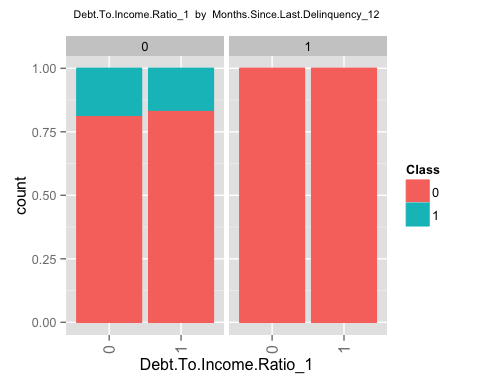 Debt.To.Income.Ratio_1 by Months.Since.Last.Delinquency_12
0 1
1.00
0.75
0.50
0.25
0.00
count
0 1 0 1
Debt.To.Income.Ratio_1
Class
0
1